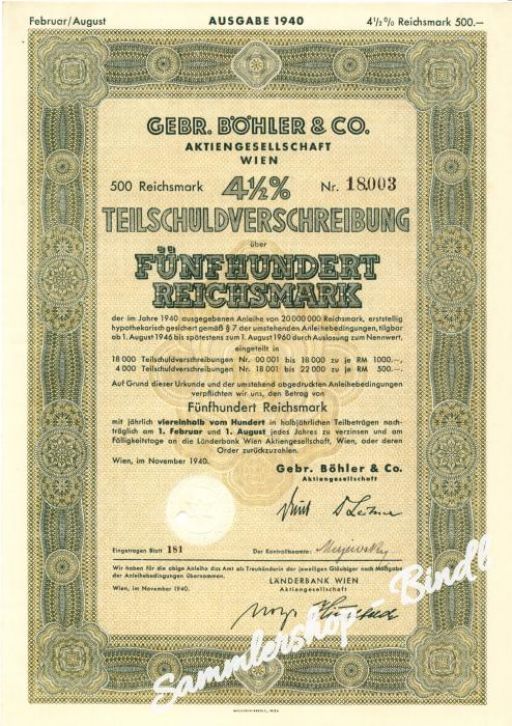 Februar/August AUSGABE 1940 4½% Reichsmark 500.—
GEBR. BÖHLER & CO.
AKTIENGESELLSCHAFT
WIEN
500 Reichsmark 4½% Nr. 18003
TEILSCHULDVERSCHREIBUNG
über
FÜNFHUNDERT
REICHSMARK
der im Jahre 1940 ausgegebenen Anleihe von 20 000 000 Reichsmark, erststellig
hypothekarisch gesichert gemäß § 7 der umstehenden Anleihebedingungen, tilgbar
ab 1. August 1946 bis spätestens zum 1. August 1960 durch Auslosung zum Nennwert,
eingeteilt in
18 000 Teilschuldverschreibungen Nr. 00 001 bis 18 000 zu je RM 1000.—,
4 000 Teilschuldverschreibungen Nr. 18 001 bis 22 000 zu je RM 500.—.
Auf Grund dieser Urkunde und der umstehend abgedruckten Anleihebedingungen
verpflichten wir uns, den Betrag von
Fünfhundert Reichsmark
mit jährlich viereinhalb vom Hundert in halbjährlichen Teilbeträgen nach-
träglich am 1. Februar und 1. August jedes Jahres zu verzinsen und am
Fälligkeitstage an die Länderbank Wien Aktiengesellschaft, Wien, oder deren
Order zurückzuzahlen.
Wien, im November 1940.
Gebr. Böhler & Co.
Aktiengesellschaft
Eingetragen Blatt 181 Der Kontrollbeamte:
Wir haben für die obige Anleihe das Amt als Treuhänderin der jeweiligen Gläubiger nach Maßgabe
der Anleihebedingungen übernommen.
Wien, im November 1940.
LÄNDERBANK WIEN
Aktiengesellschaft
Sammlershop - Bindl